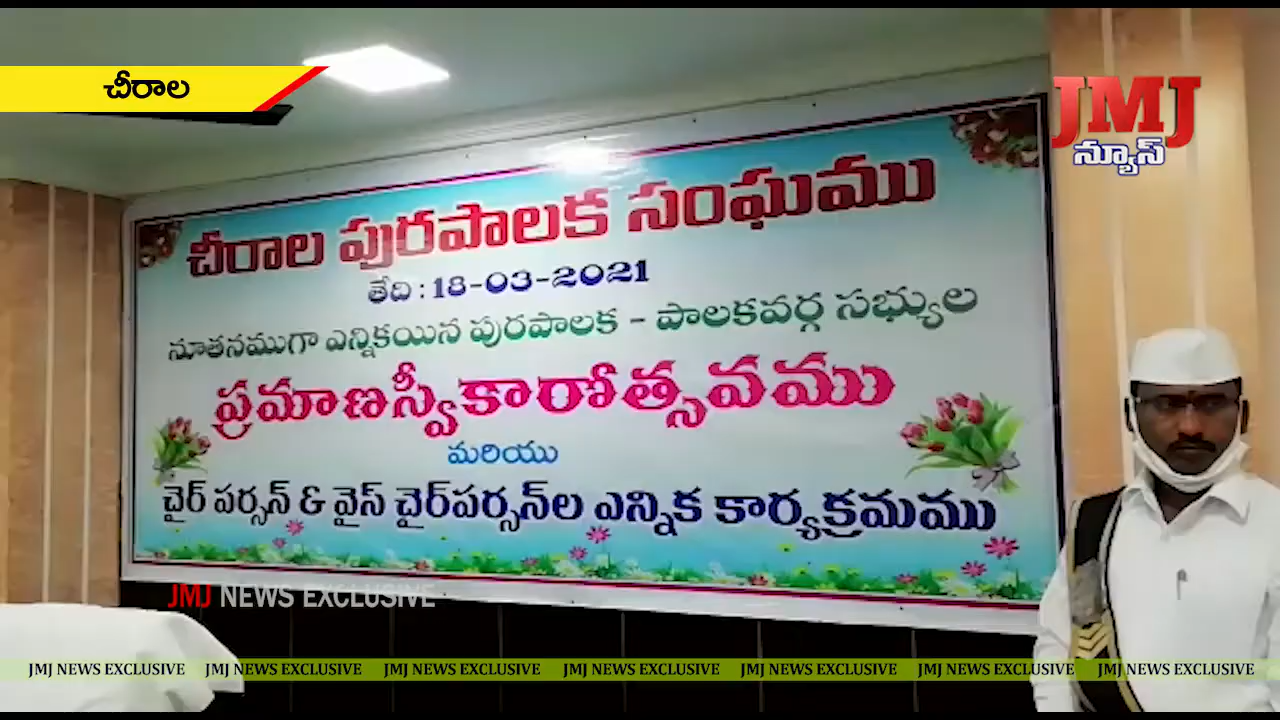 చీరాల
JMJ
న్యూస్
చీరాల పురపాలక సంఘము
తేది : 18-03-2021
నూతనముగా ఎన్నికయిన పురపాలక - పాలకవర్గ సభ్యుల
ప్రమాణస్వీకారోత్సవము
మరియు
చైర్ పర్సన్ & వైస్ చైర్‌పర్సన్‌ల ఎన్నిక కార్యక్రమము
JMJ NEWS EXCLUSIVE
JMJ NEWS EXCLUSIVE JMJ NEWS EXCLUSIVE JMJ NEWS EXCLUSIVE JMJ NEWS EXCLUSIVE JMJ NEWS EXCLUSIVE JMJ NEWS EXCLUSIVE JMJ NEWS EXCLUSIVE